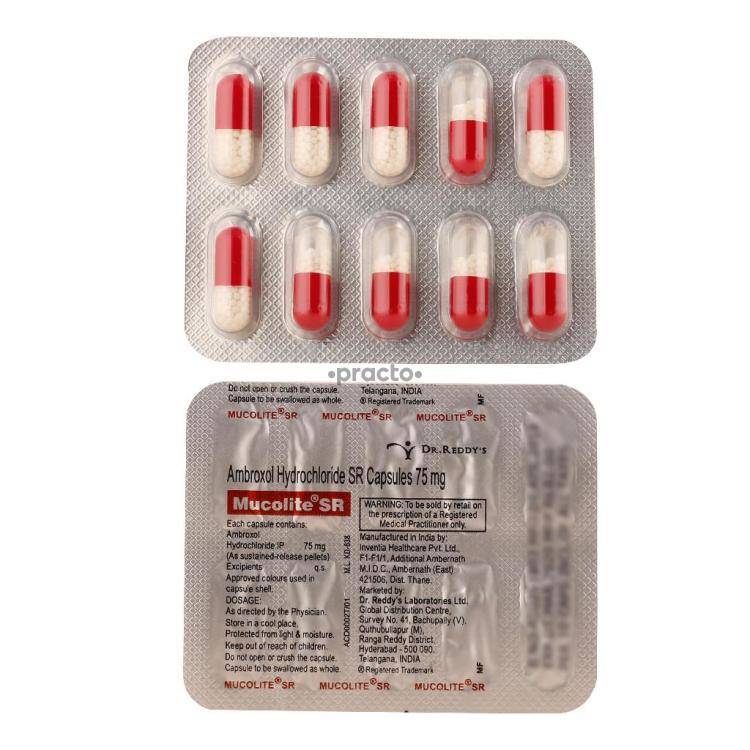 •practo•
Do not open or crush the capsule.
Capsule to be swallowed as whole.
Telangana, INDIA
® Registered Trademark
MF
MUCOLITE® SR MUCOLITE® SR MUCOLITE® SR
DR.REDDY'S
Ambroxol Hydrochloride SR Capsules 75 mg
Mucolite® SR
Each capsule contains:
Ambroxol
Hydrochloride IP 75 mg
(As sustained-release pellets)
Excipients q.s.
Approved colours used in
capsule shell.
DOSAGE:
As directed by the Physician.
Store in a cool place.
Protected from light & moisture.
Keep out of reach of children.
Do not open or crush the capsule.
Capsule to be swallowed as whole.
M.L. KD-638
WARNING: To be sold by retail on
the prescription of a Registered
Medical Practitioner only.
Manufactured in India by:
Inventia Healthcare Pvt. Ltd.,
F1-F1/1, Additional Ambernath
M.I.D.C., Ambernath (East)
421506, Dist. Thane.
Marketed by:
Dr. Reddy's Laboratories Ltd.
Global Distribution Centre,
Survey No. 41, Bachupally (V),
Quthubullapur (M),
Ranga Reddy District,
Hyderabad - 500 090.
Telangana, INDIA
® Registered Trademark
MF
MUCOLITE® SR MUCOLITE® SR MUCOLITE® SR